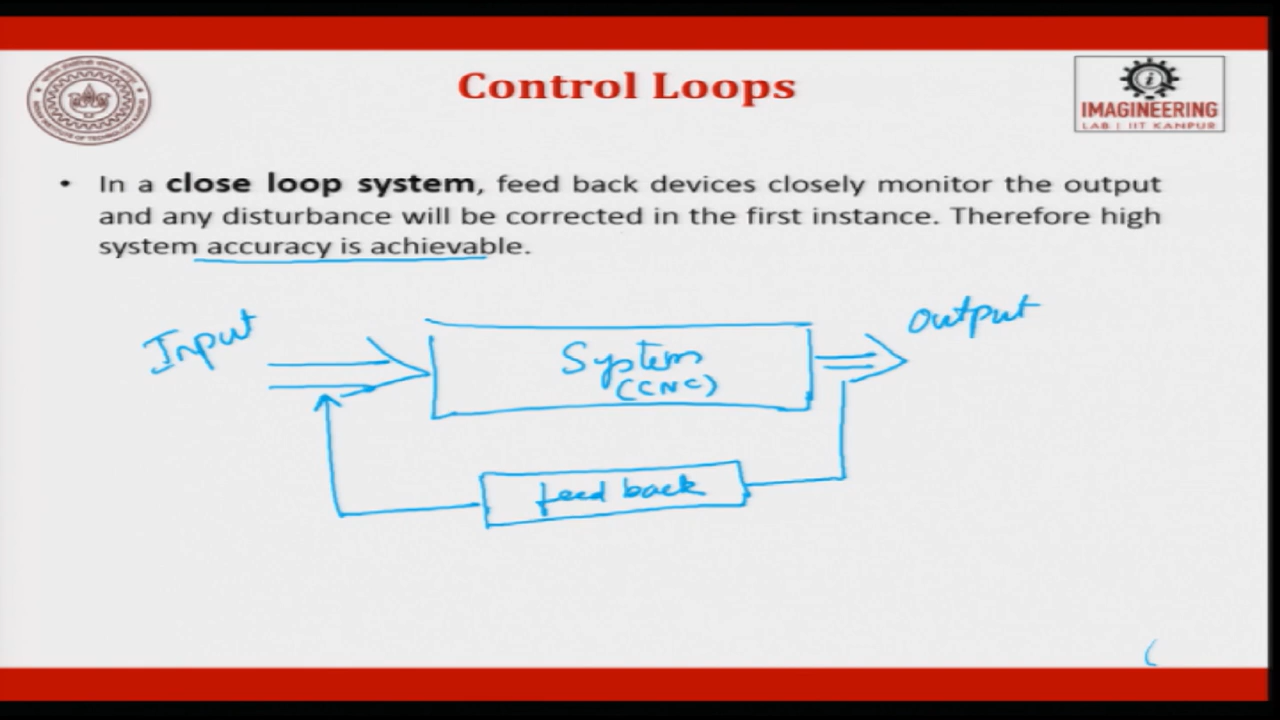 Control Loops
IMAGINEERING
LAB | IIT KANPUR
• In a close loop system, feed back devices closely monitor the output
and any disturbance will be corrected in the first instance. Therefore high
system accuracy is achievable.
Input
System
(CNC)
Output
feed back